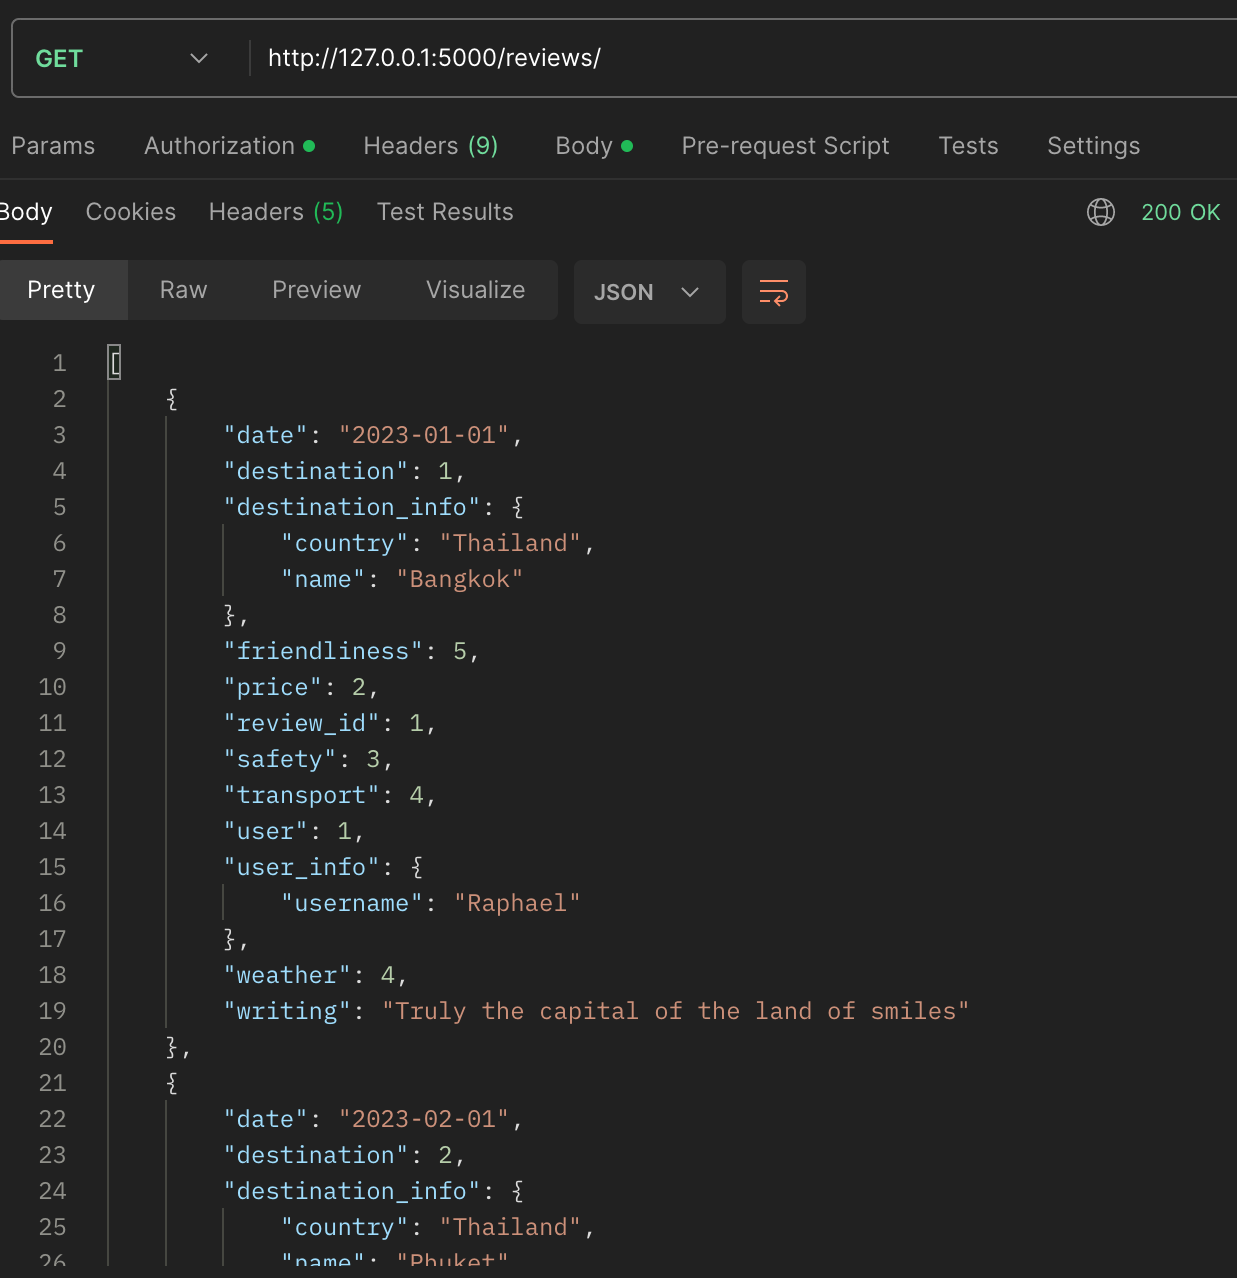 GET http://127.0.0.1:5000/reviews/
Params Authorization Headers (9) Body Pre-request Script Tests Settings
Body Cookies Headers (5) Test Results 200 OK
Pretty Raw Preview Visualize JSON
1 [
2 {
3 "date": "2023-01-01",
4 "destination": 1,
5 "destination_info": {
6 "country": "Thailand",
7 "name": "Bangkok"
8 },
9 "friendliness": 5,
10 "price": 2,
11 "review_id": 1,
12 "safety": 3,
13 "transport": 4,
14 "user": 1,
15 "user_info": {
16 "username": "Raphael"
17 },
18 "weather": 4,
19 "writing": "Truly the capital of the land of smiles"
20 },
21 {
22 "date": "2023-02-01",
23 "destination": 2,
24 "destination_info": {
25 "country": "Thailand",
26 "name": "Phuket"